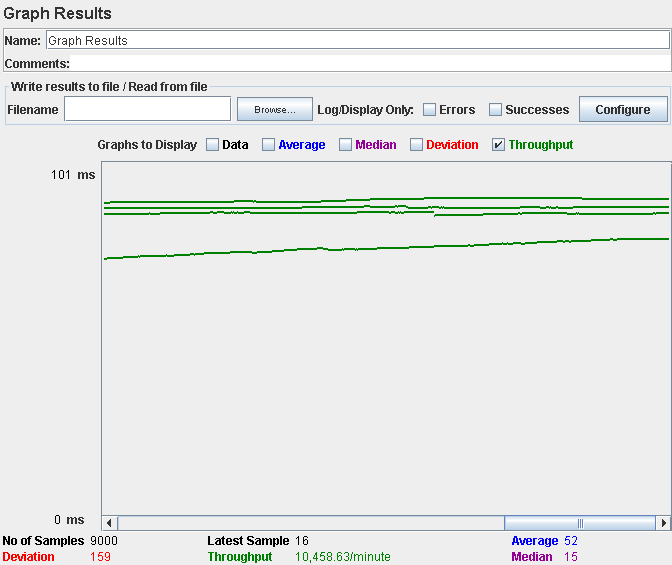 Graph Results
Name: Graph Results
Comments:
Write results to file / Read from file
Filename Browse... Log/Display Only: Errors Successes Configure
Graphs to Display Data Average Median Deviation Throughput
101 ms
0 ms
No of Samples 9000 Latest Sample 16 Average 52
Deviation 159 Throughput 10,458.63/minute Median 15